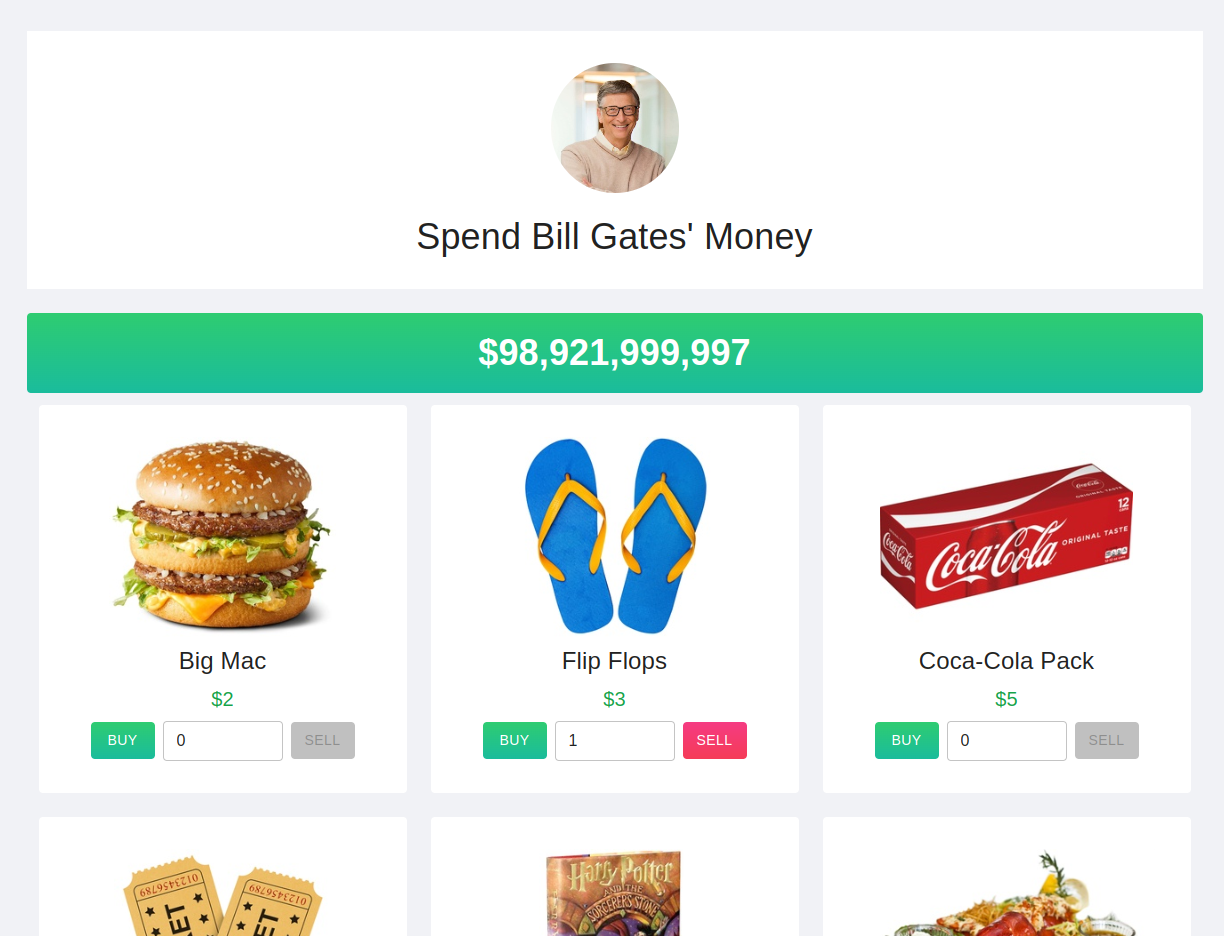 Spend Bill Gates' Money
$98,921,999,997
Coca-Cola
ORIGINAL TASTE
12
Coca-Cola
Big Mac
Flip Flops
Coca-Cola Pack
$2
$3
$5
BUY 0 SELL
BUY 1 SELL
BUY 0 SELL
0123456789
0123456789
Harry Potter
AND THE
SORCERER'S STONE